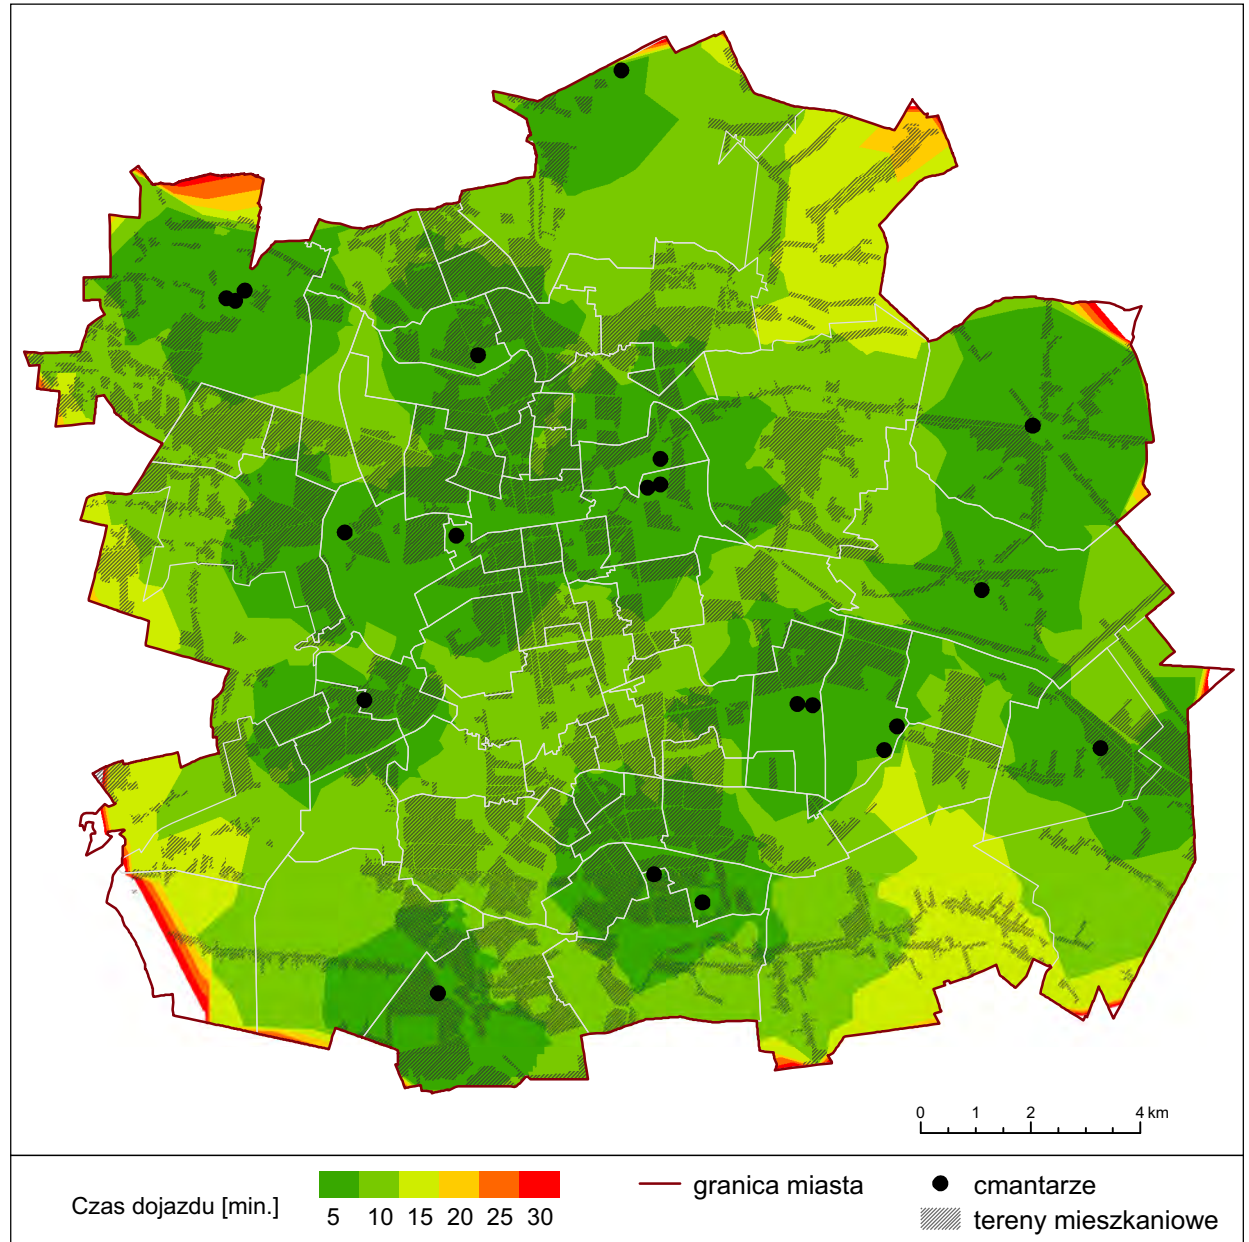 0 1 2 4 km
Czas dojazdu [min.]
5 10 15 20 25 30
granica miasta
cmantarze
tereny mieszkaniowe